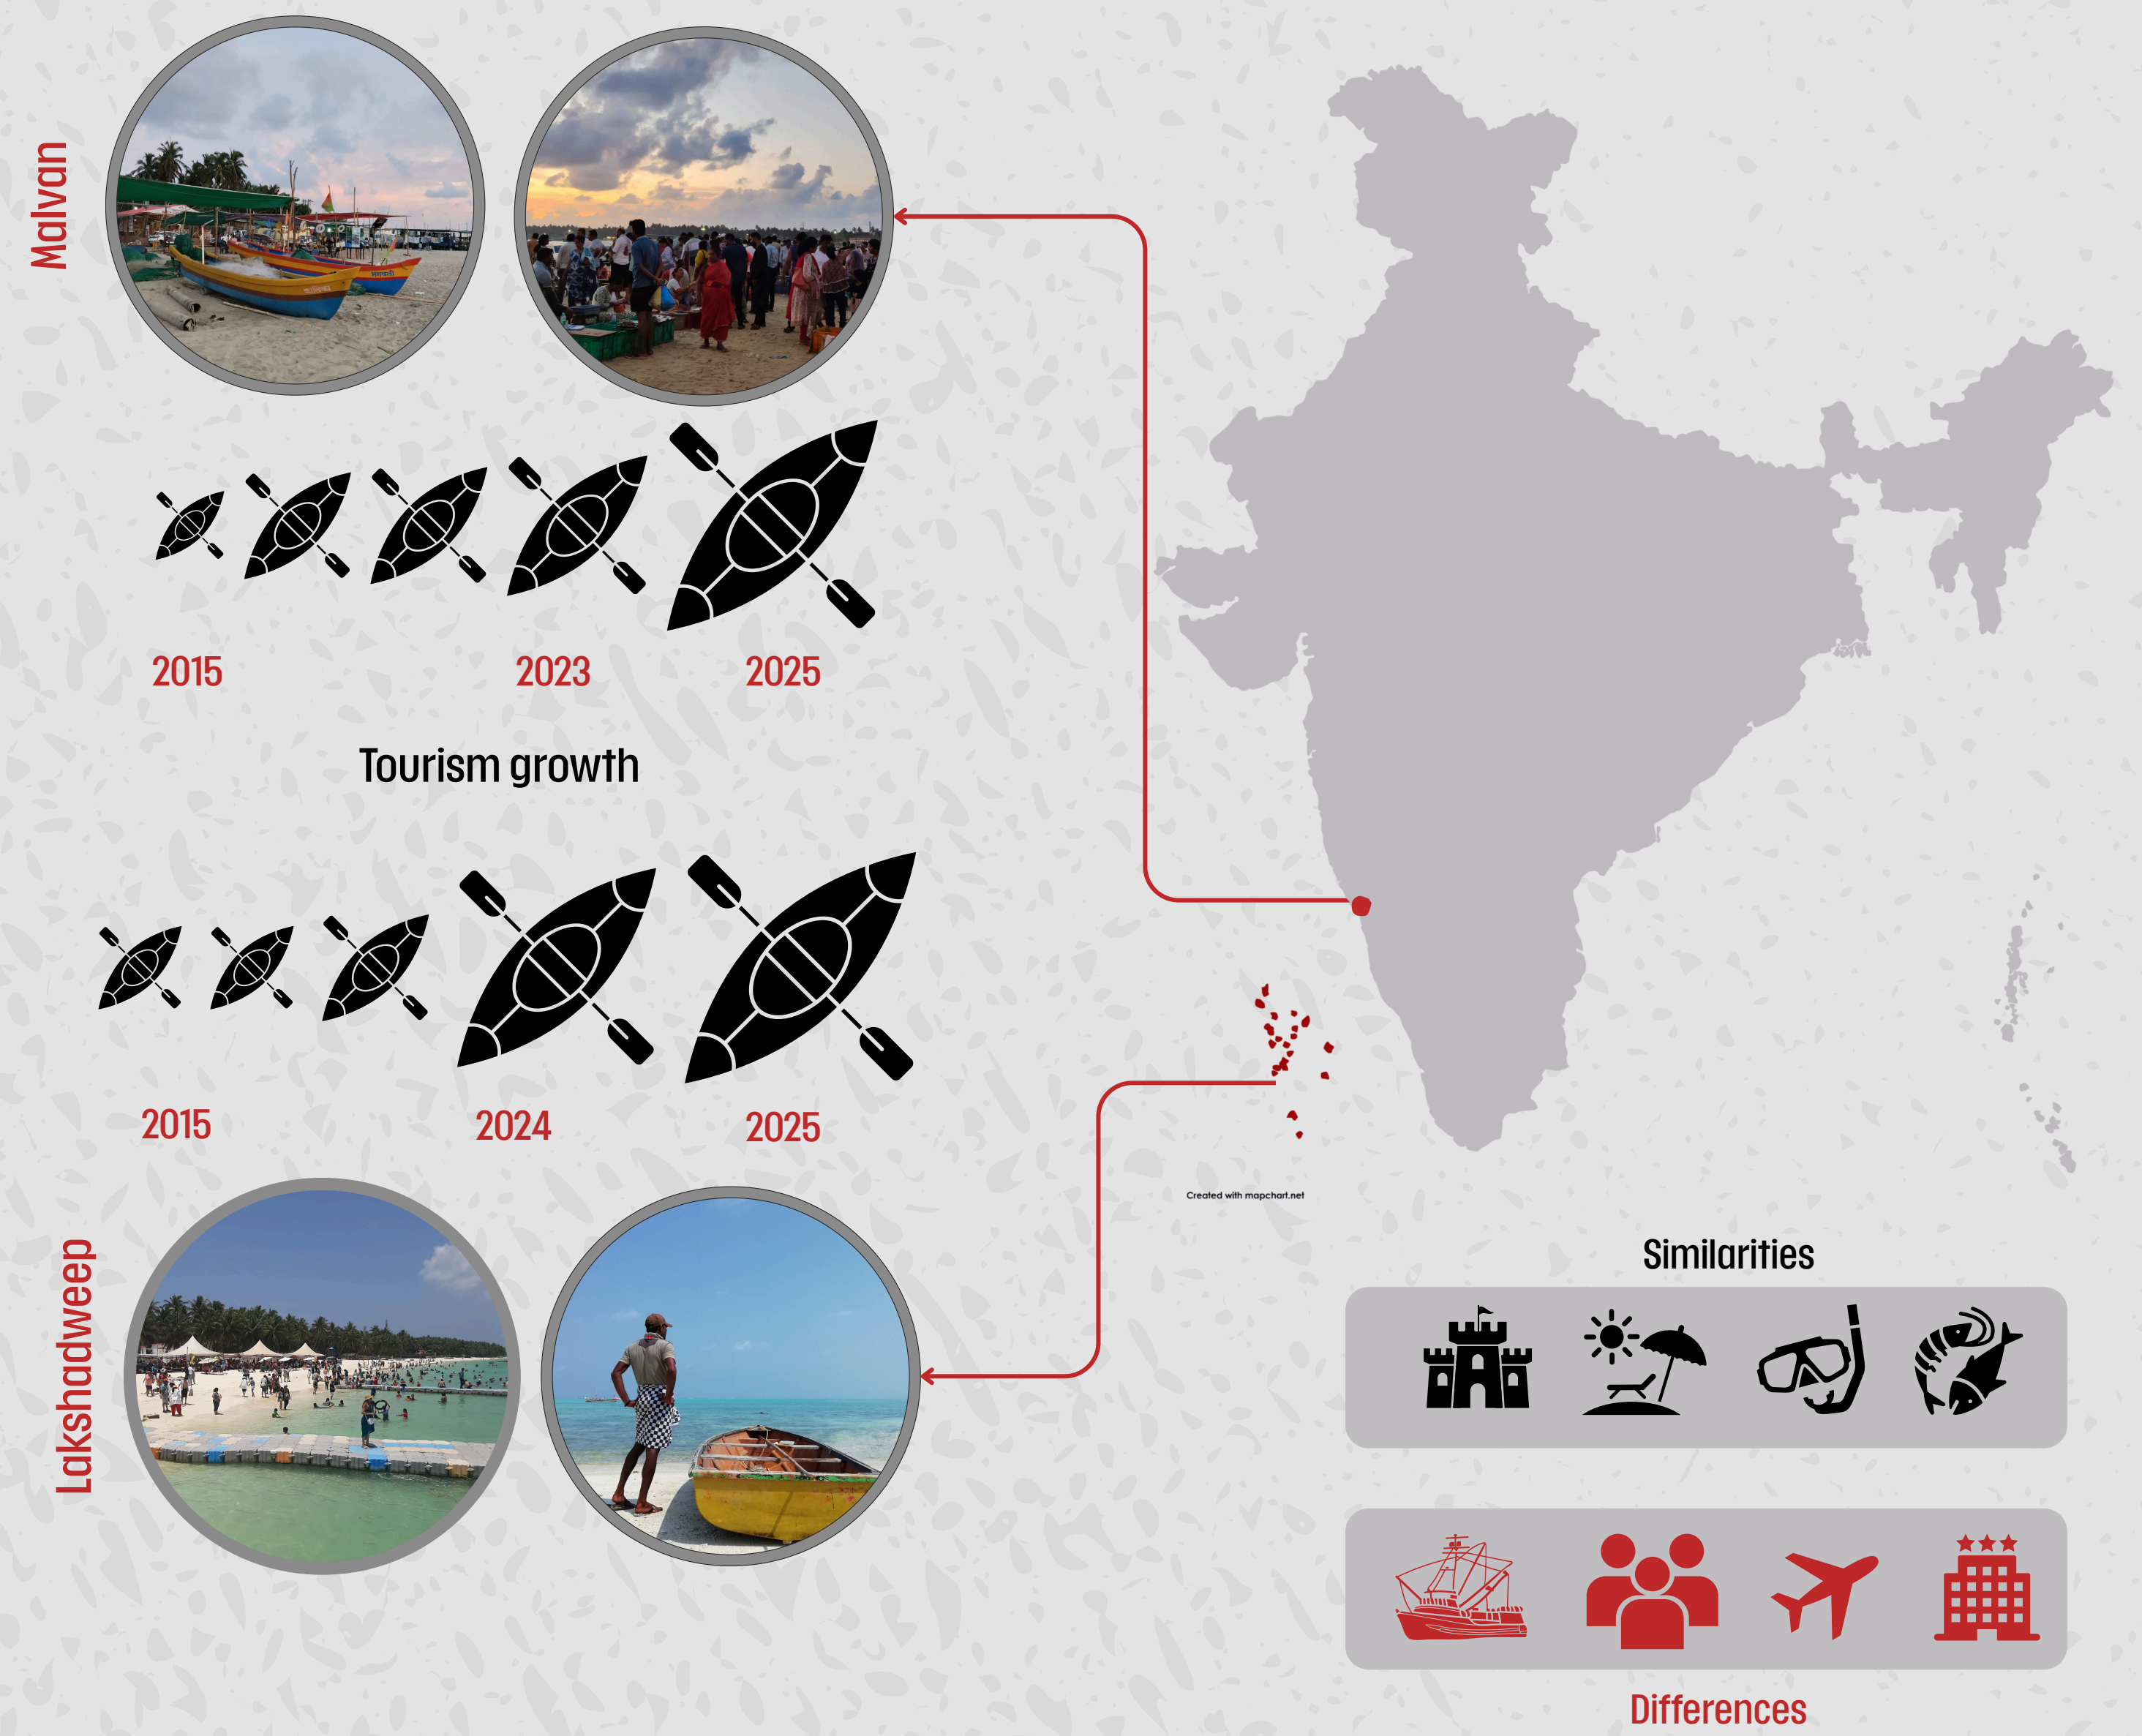 Malvan
2015
2023
2025
Tourism growth
2015
2024
2025
Lakshadweep
Created with mapchart.net
Similarities
Differences